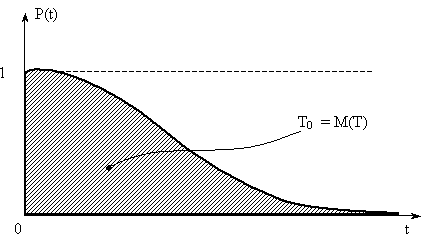 P(t)
1
T₀ = M(T)
0
t